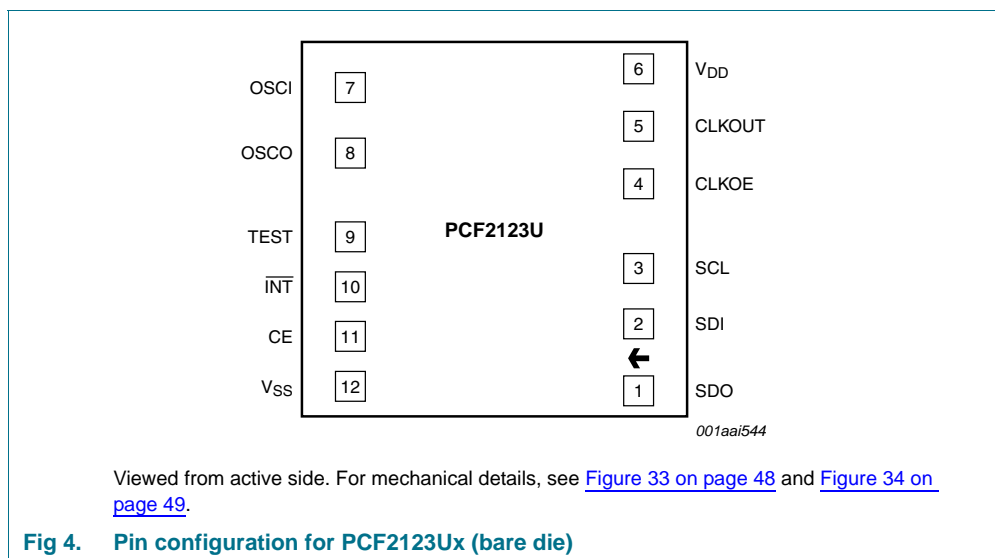 OSCI 7 6 VDD
5 CLKOUT
OSCO 8
4 CLKOE
TEST 9 PCF2123U
3 SCL
INT 10
2 SDI
CE 11
VSS 12 1 SDO
001aai544
Viewed from active side. For mechanical details, see Figure 33 on page 48 and Figure 34 on
page 49.
Fig 4. Pin configuration for PCF2123Ux (bare die)